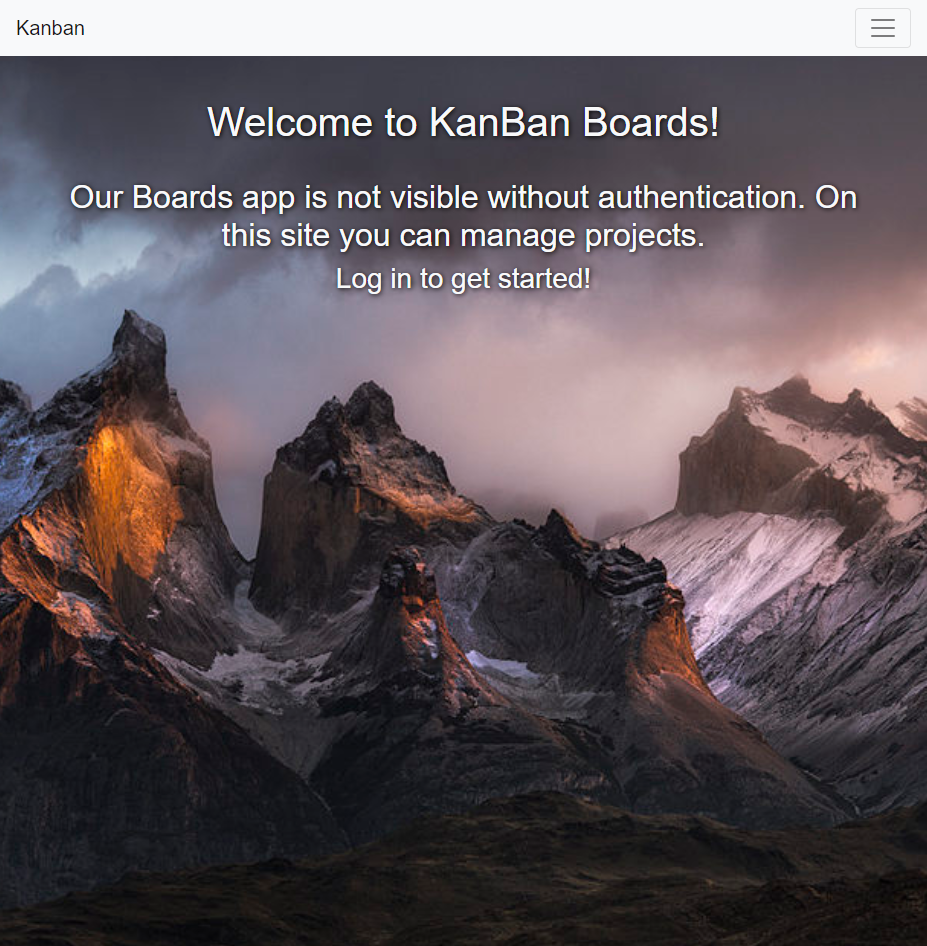 Kanban
Welcome to KanBan Boards!
Our Boards app is not visible without authentication. On
this site you can manage projects.
Log in to get started!